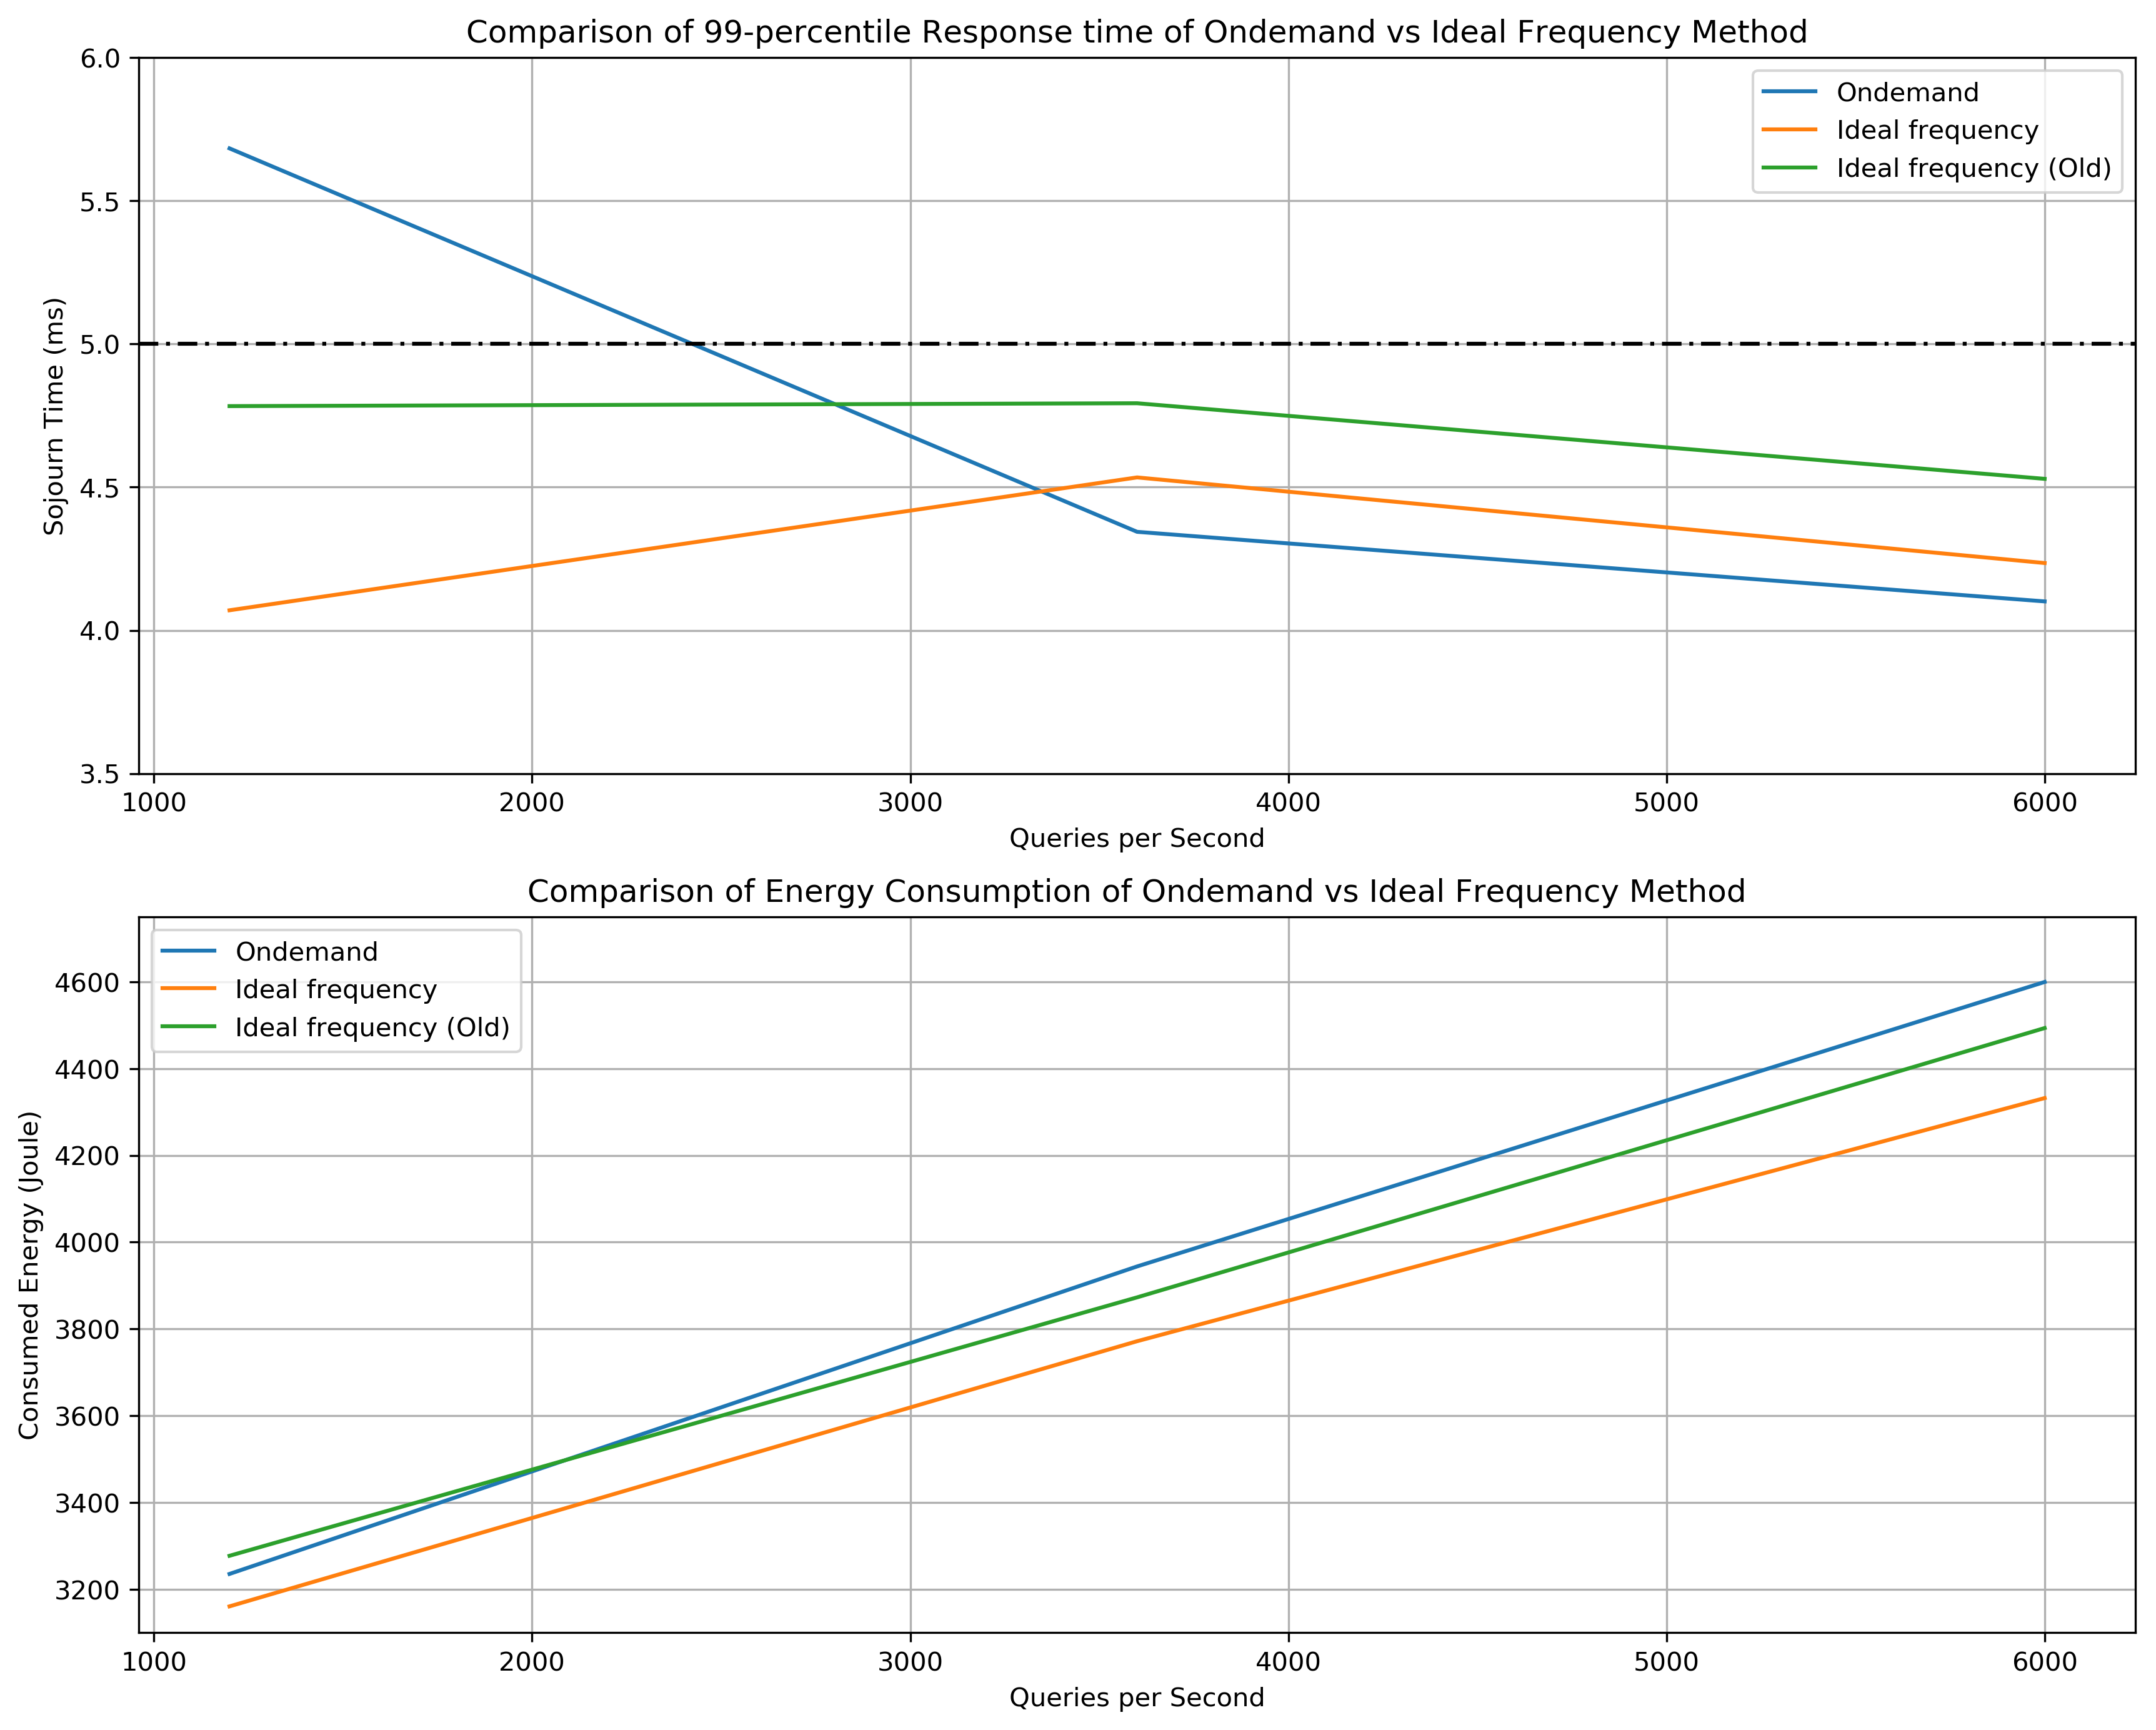 Comparison of 99-percentile Response time of Ondemand vs Ideal Frequency Method
6.0
5.5
5.0
4.5
4.0
3.5
Sojourn Time (ms)
Ondemand
Ideal frequency
Ideal frequency (Old)
1000 2000 3000 4000 5000 6000
Queries per Second
Comparison of Energy Consumption of Ondemand vs Ideal Frequency Method
4600
4400
4200
4000
3800
3600
3400
3200
Consumed Energy (Joule)
Ondemand
Ideal frequency
Ideal frequency (Old)
1000 2000 3000 4000 5000 6000
Queries per Second